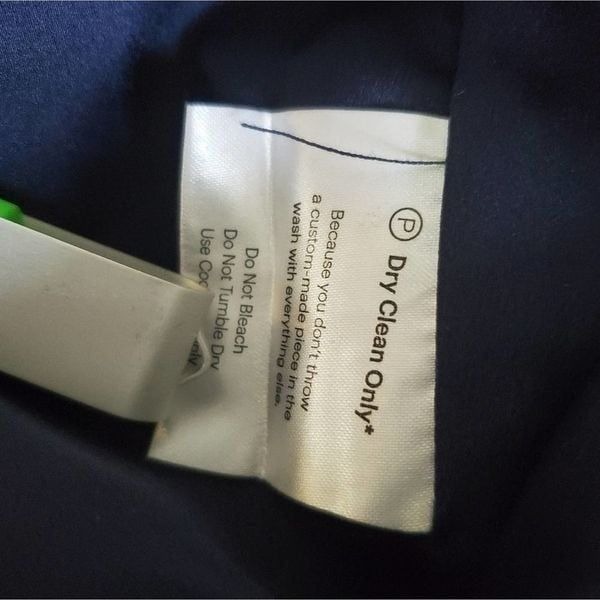 Ⓟ Dry Clean Only*
Because you don't throw
a custom-made piece in the
wash with everything else.
Do Not Bleach
Do Not Tumble Dry
Use